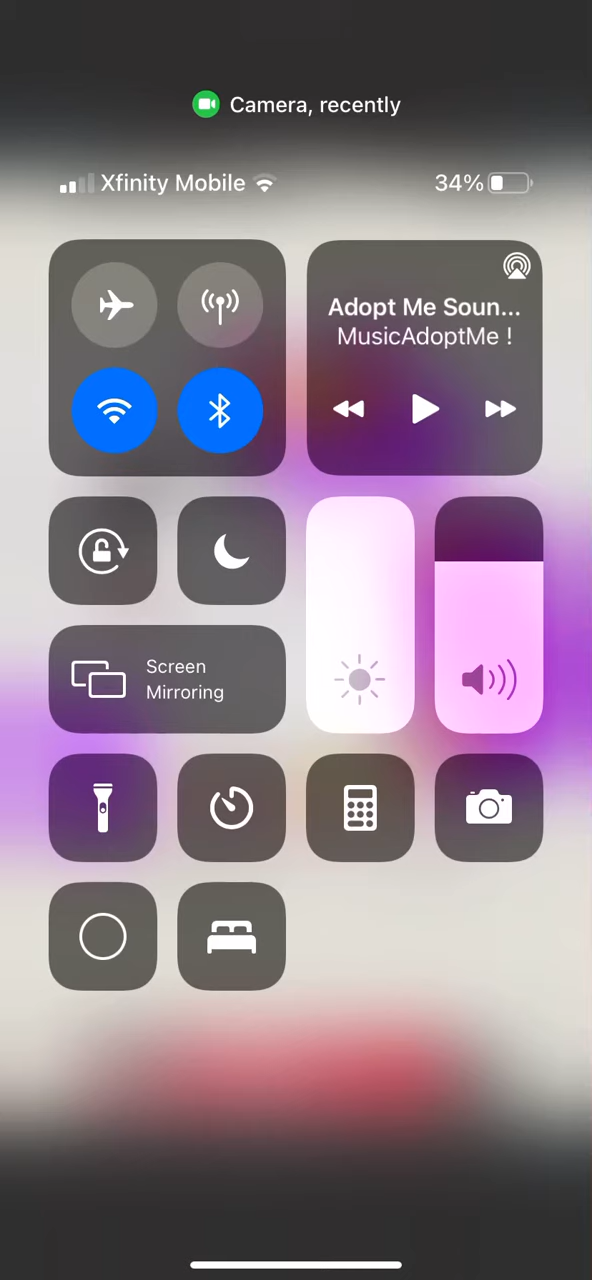 Camera, recently
Xfinity Mobile 34%
Adopt Me Soun...
MusicAdoptMe !
Screen
Mirroring